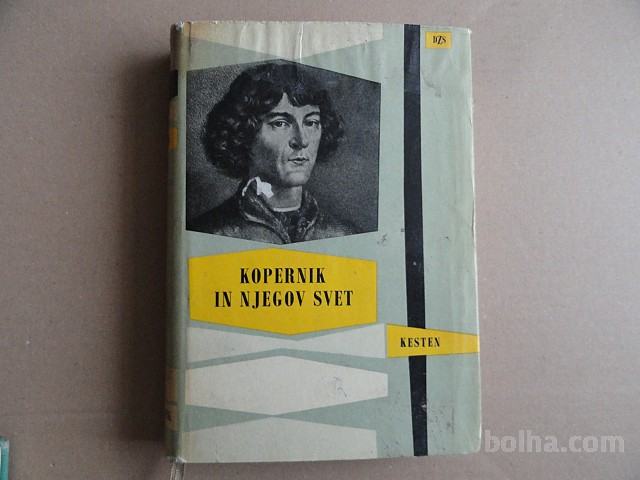 DZS
KOPERNIK
IN NJEGOV SVET
KESTEN
bolha.com